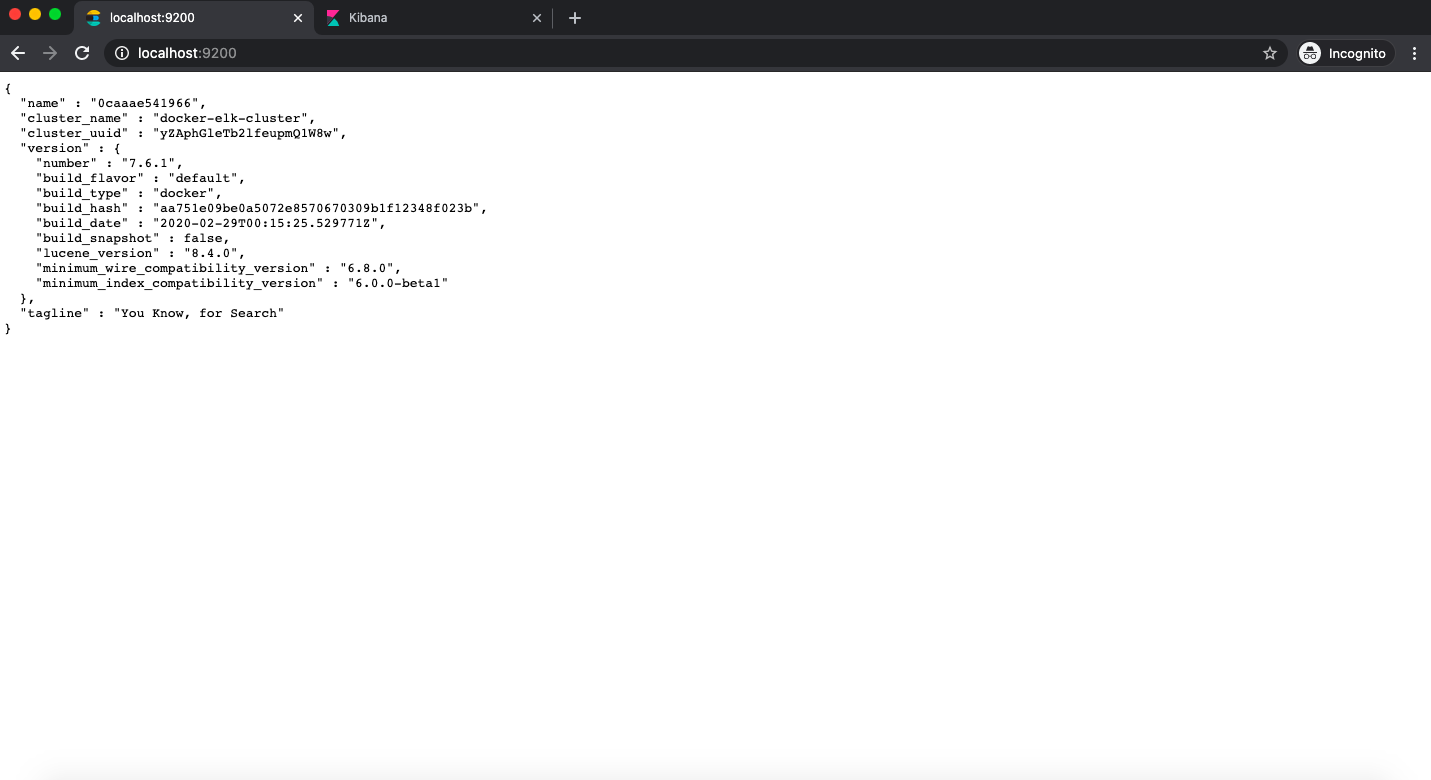 localhost:9200
Kibana
localhost:9200
Incognito
{
  "name" : "0caaae541966",
  "cluster_name" : "docker-elk-cluster",
  "cluster_uuid" : "yZAphGleTb2lfeupmQ1W8w",
  "version" : {
    "number" : "7.6.1",
    "build_flavor" : "default",
    "build_type" : "docker",
    "build_hash" : "aa751e09be0a5072e8570670309b1f12348f023b",
    "build_date" : "2020-02-29T00:15:25.529771Z",
    "build_snapshot" : false,
    "lucene_version" : "8.4.0",
    "minimum_wire_compatibility_version" : "6.8.0",
    "minimum_index_compatibility_version" : "6.0.0-beta1"
  },
  "tagline" : "You Know, for Search"
}